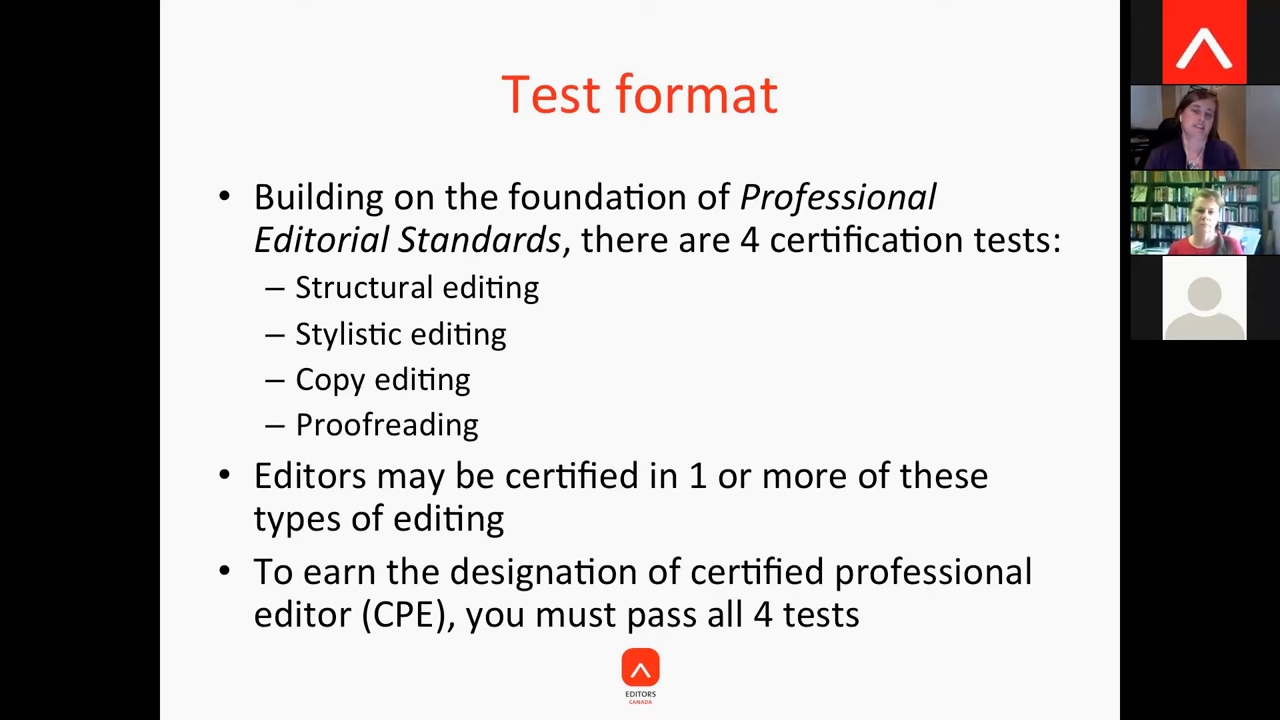 Test format
• Building on the foundation of Professional
Editorial Standards, there are 4 certification tests:
– Structural editing
– Stylistic editing
– Copy editing
– Proofreading
• Editors may be certified in 1 or more of these
types of editing
• To earn the designation of certified professional
editor (CPE), you must pass all 4 tests
EDITORS
CANADA